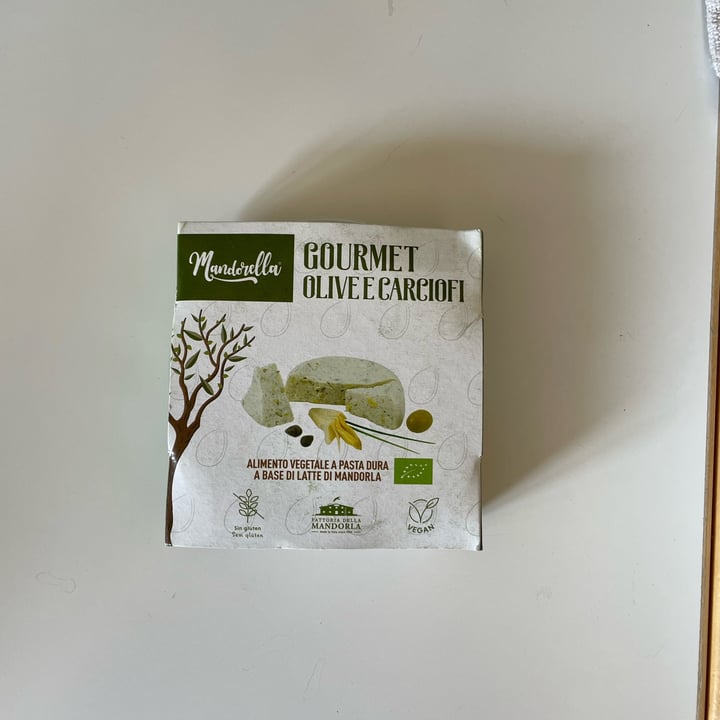 Mandorella
GOURMET
OLIVE E CARCIOFI
ALIMENTO VEGETALE A PASTA DURA
A BASE DI LATTE DI MANDORLA
Sin gluten
Sem glúten
FATTORIA DELLA
MANDORLA
VEGAN